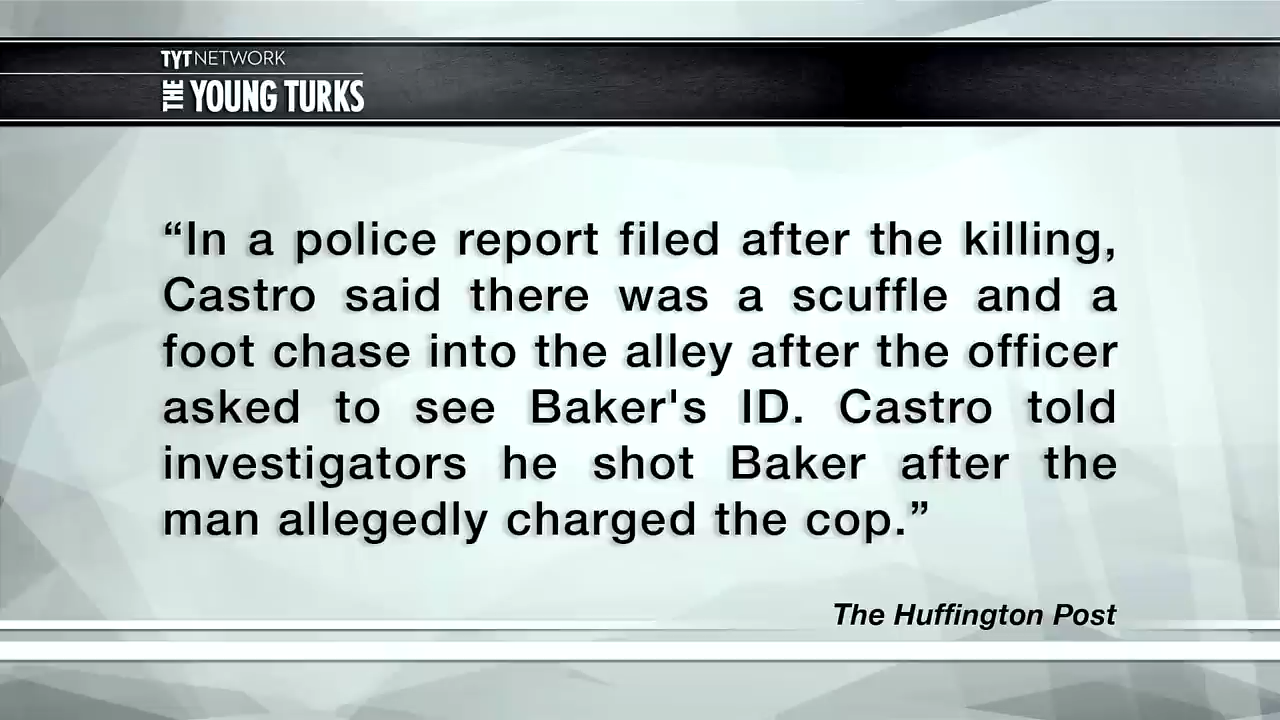 TYTNETWORK
THE YOUNG TURKS
“In a police report filed after the killing,
Castro said there was a scuffle and a
foot chase into the alley after the officer
asked to see Baker's ID. Castro told
investigators he shot Baker after the
man allegedly charged the cop.”
The Huffington Post